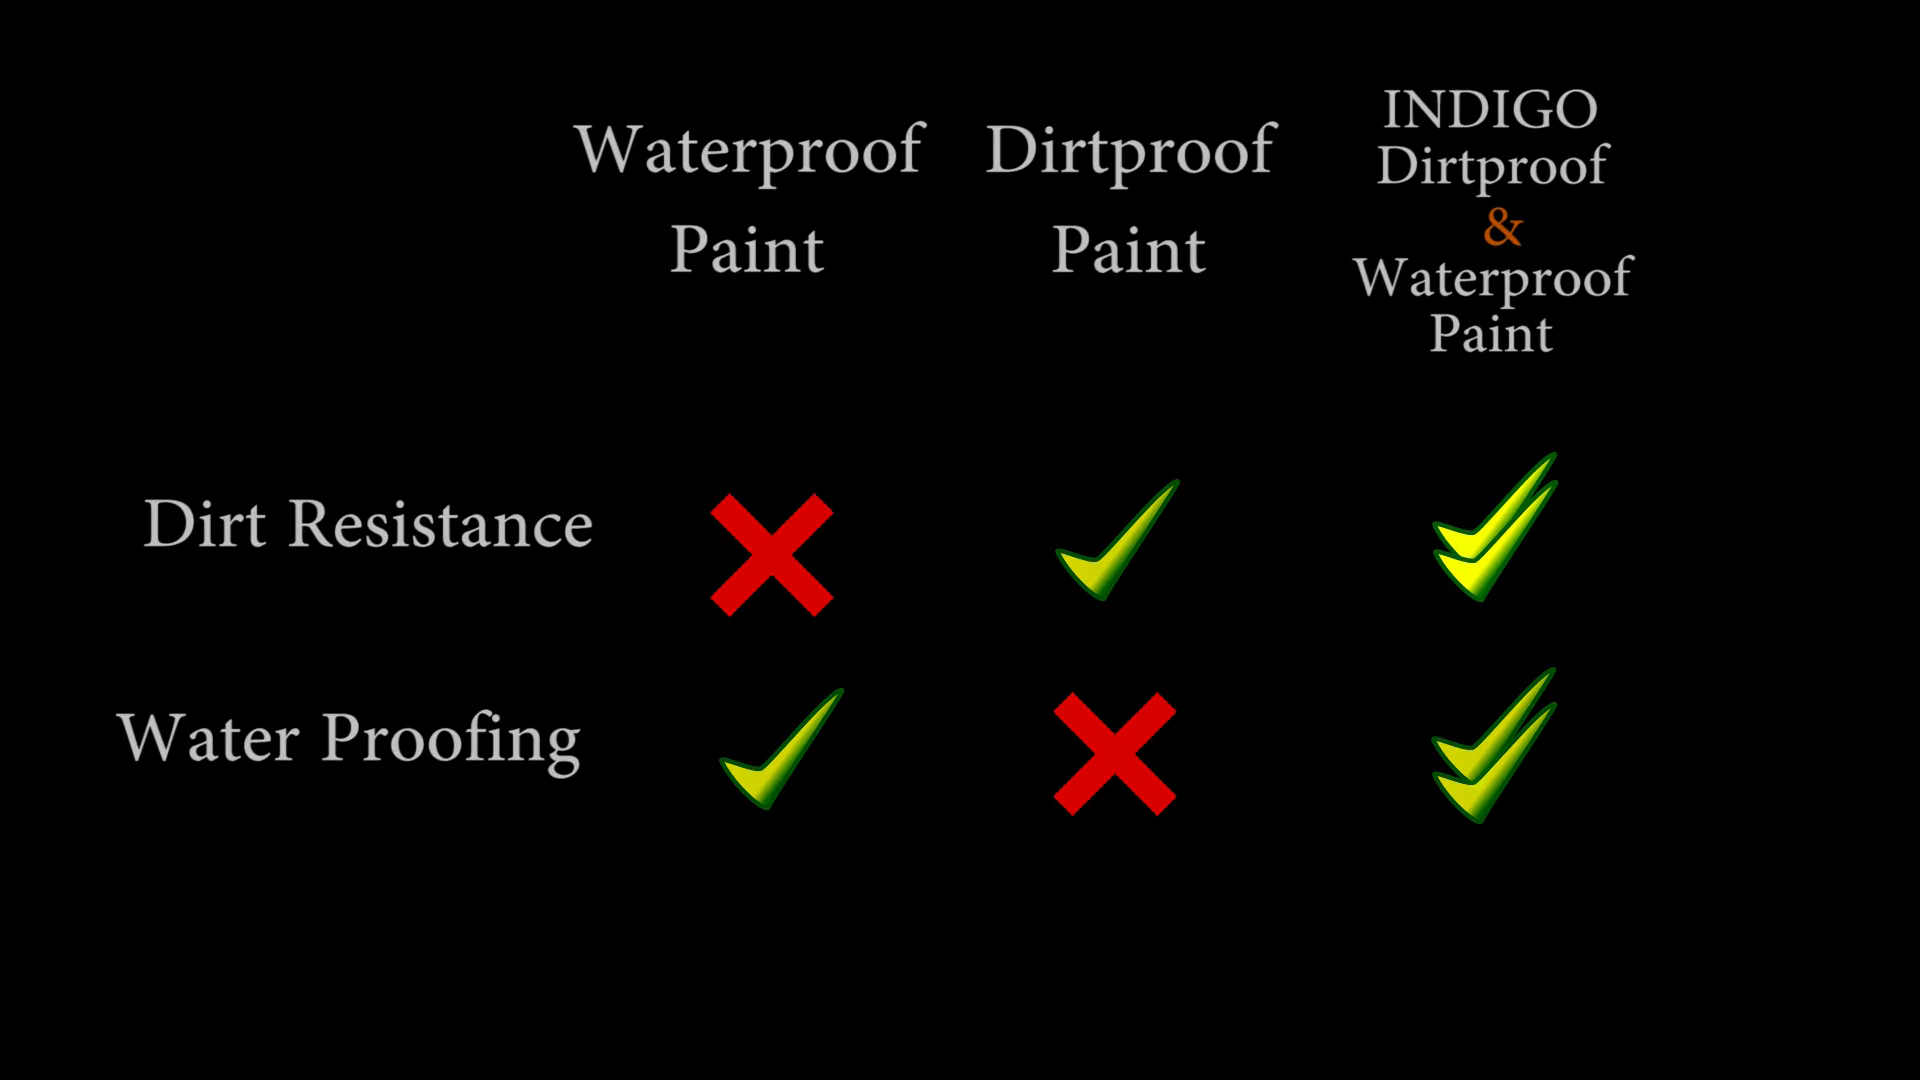 Waterproof
Paint
Dirtproof
Paint
INDIGO
Dirtproof
&
Waterproof
Paint
Dirt Resistance
Water Proofing